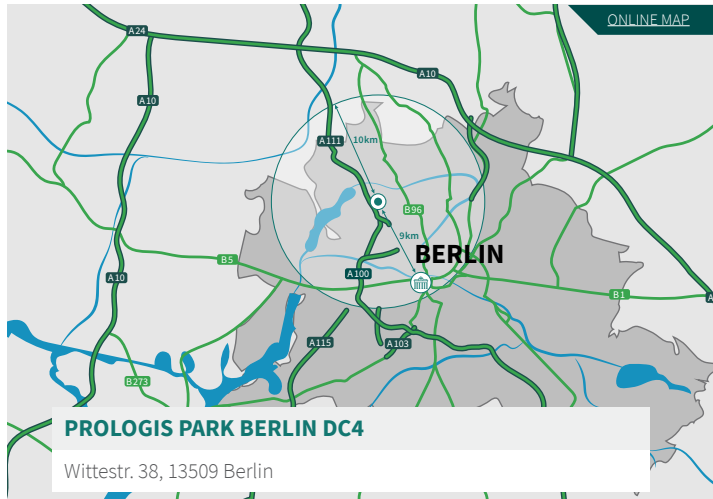 ONLINE MAP
A24
A10
A10
A111
10km
B96
9km
BERLIN
B5
A10
A100
B1
A
A115
A103
B273
PROLOGIS PARK BERLIN DC4
Wittestr. 38, 13509 Berlin